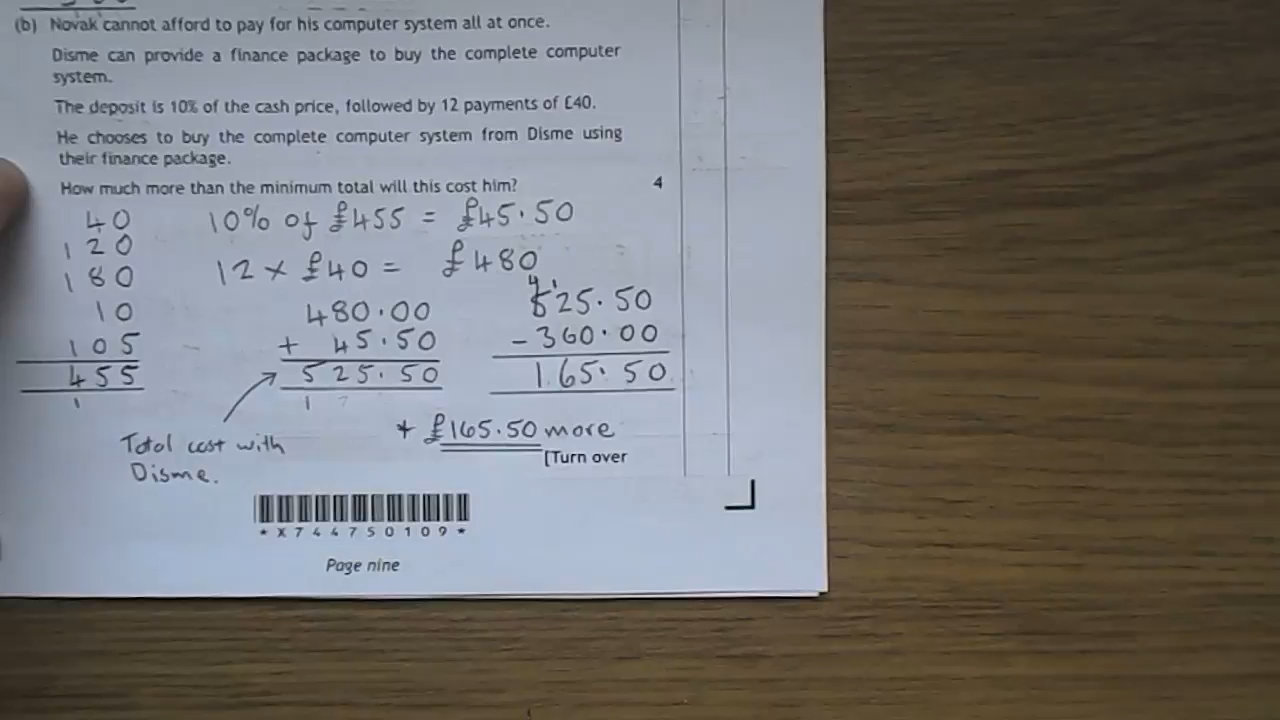 (b) Novak cannot afford to pay for his computer system all at once.
Disme can provide a finance package to buy the complete computer
system.
The deposit is 10% of the cash price, followed by 12 payments of £40.
He chooses to buy the complete computer system from Disme using
their finance package.
How much more than the minimum total will this cost him? 4
40
120
180
10
105
455
1
10% of £455 = £45.50
12 x £40 = £480
480.00
+ 45.50
525.50
1
4 1
525.50
- 360.00
165.50
Total cost with
Disme.
+ £165.50 more
[Turn over
* X 7 4 4 7 5 0 1 0 9 *
Page nine